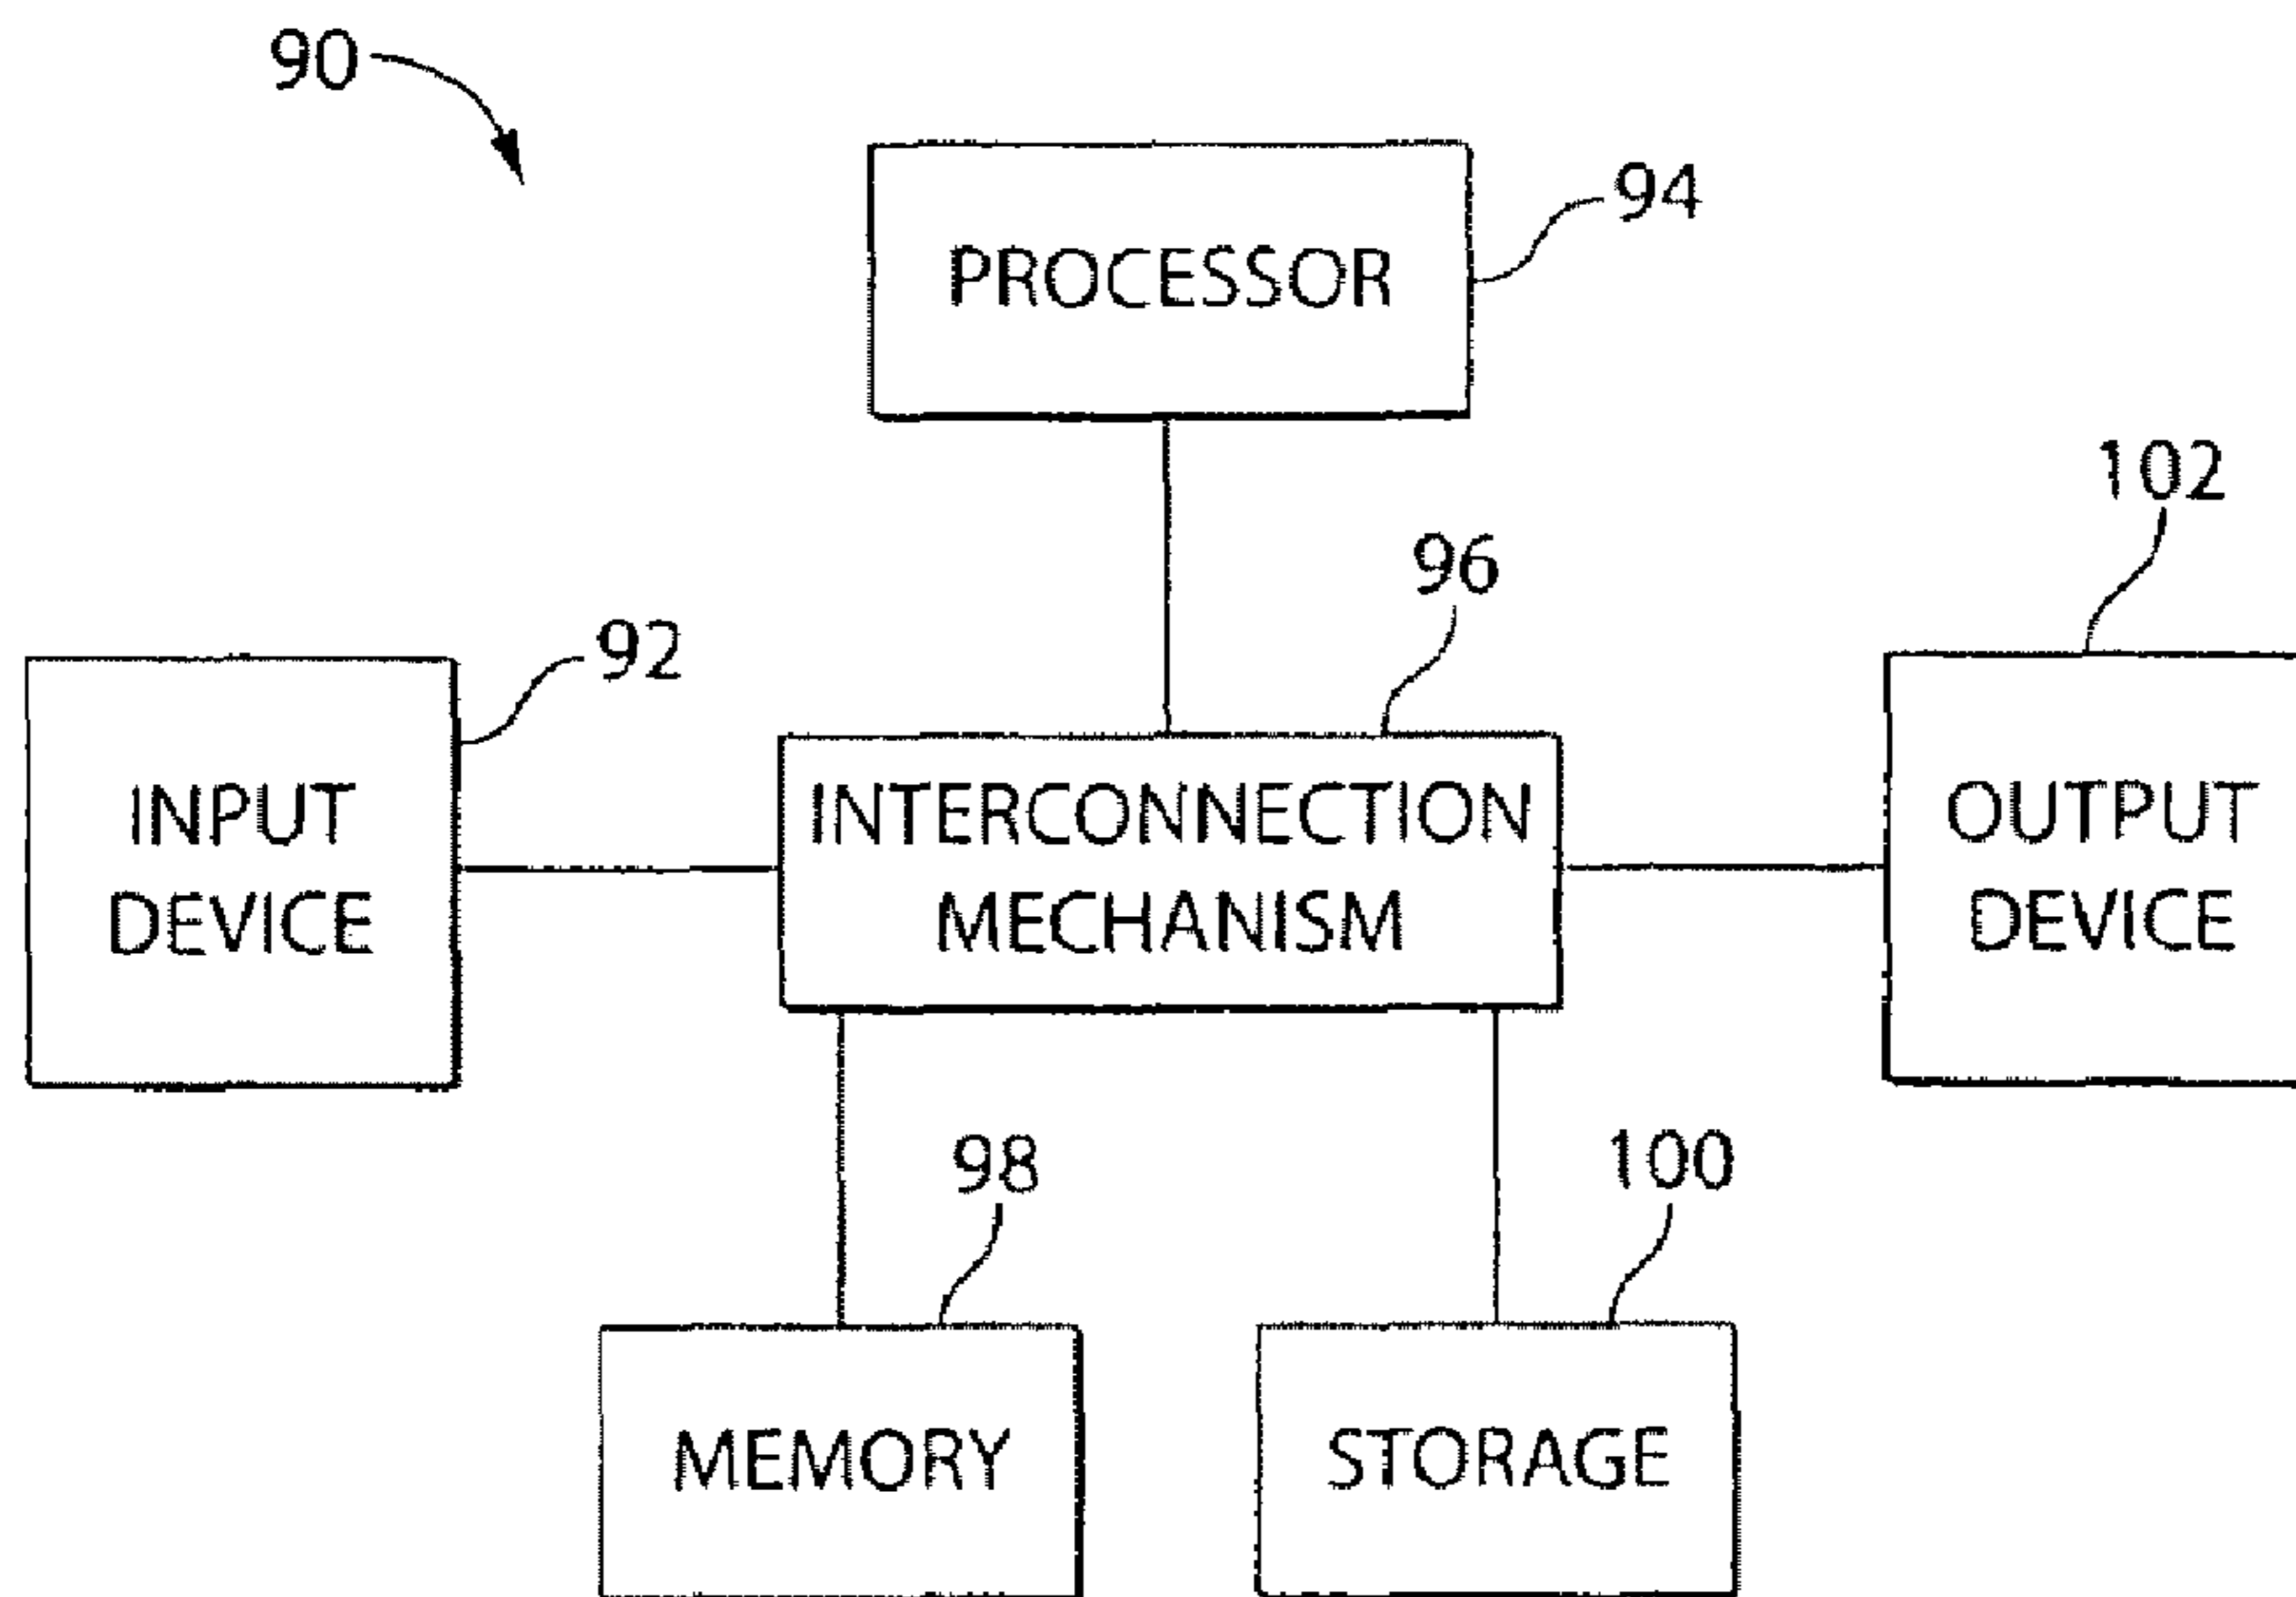 90
PROCESSOR
94
102
96
92
INPUT
DEVICE
INTERCONNECTION
MECHANISM
OUTPUT
DEVICE
98
100
MEMORY
STORAGE